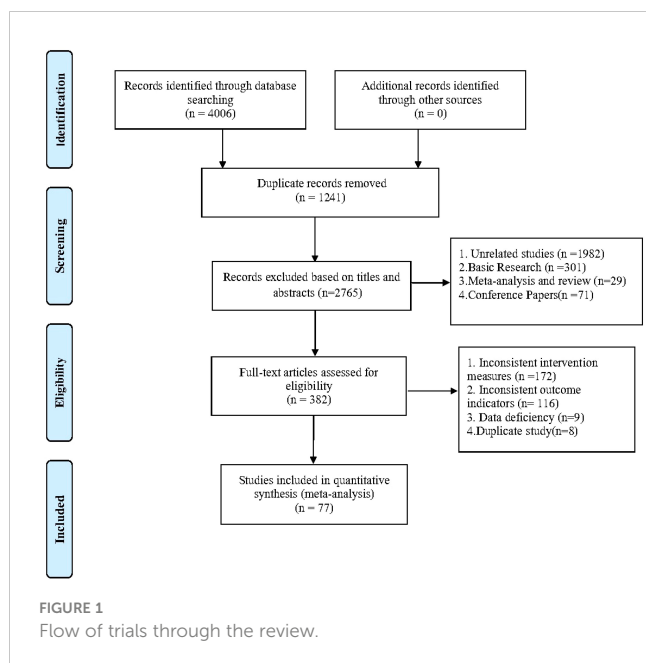 Identification
Records identified through database
searching
(n = 4006)
Additional records identified
through other sources
(n = 0)
Duplicate records removed
(n = 1241)
Screening
Records excluded based on titles and
abstracts (n=2765)
1. Unrelated studies (n =1982)
2.Basic Research (n =301)
3.Meta-analysis and review (n=29)
4.Conference Papers(n =71)
Eligibility
Full-text articles assessed for
eligibility
(n = 382)
1. Inconsistent intervention
measures (n =172)
2. Inconsistent outcome
indicators (n= 116)
3. Data deficiency (n=9)
4.Duplicate study(n=8)
Included
Studies included in quantitative
synthesis (meta-analysis)
(n = 77)
FIGURE 1
Flow of trials through the review.